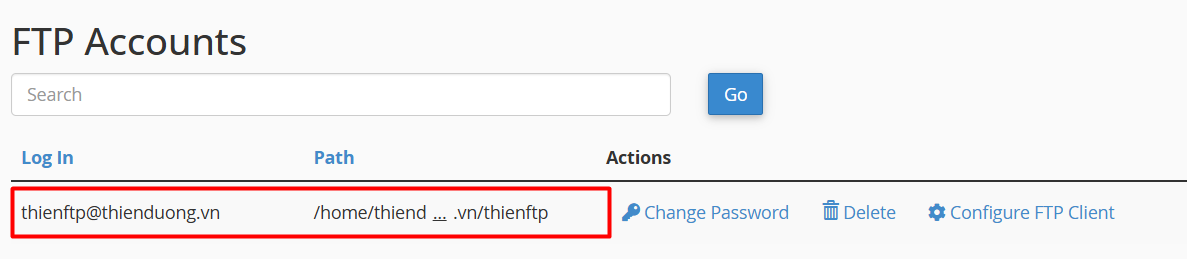 FTP Accounts
Search Go
Log In Path Actions
thienftp@thienduong.vn /home/thiend ... .vn/thienftp Change Password Delete Configure FTP Client